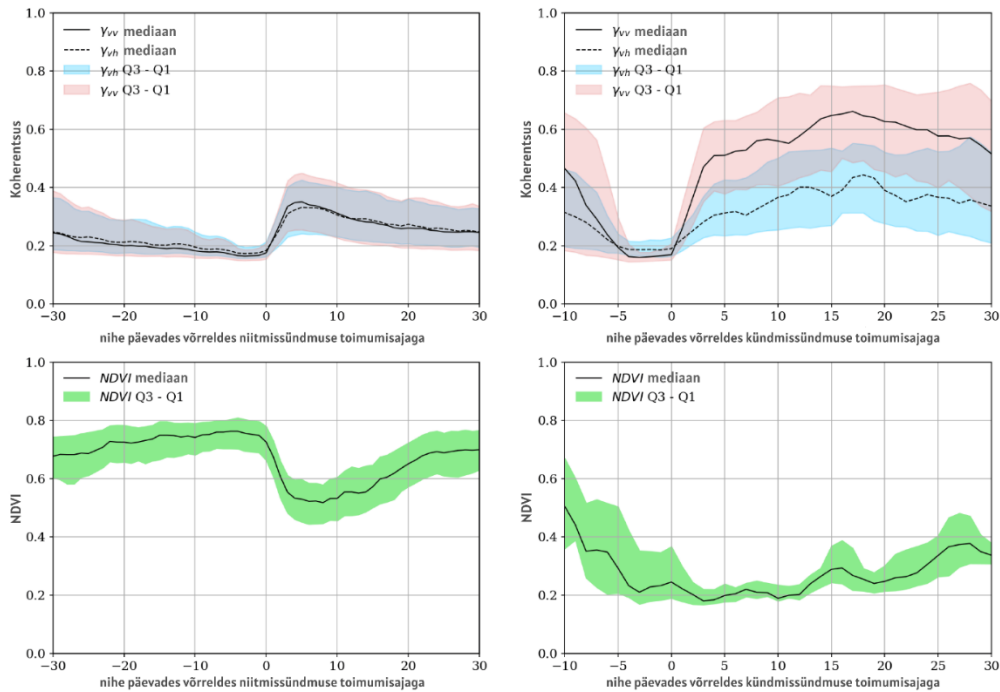 γvv mediaan
γvh mediaan
γvh Q3 - Q1
γvv Q3 - Q1
Koherentsus
1.0
0.8
0.6
0.4
0.2
0.0
−30 −20 −10 0 10 20 30
nihe päevades võrreldes niitmissündmuse toimumisajaga
γvv mediaan
γvh mediaan
γvh Q3 - Q1
γvv Q3 - Q1
Koherentsus
1.0
0.8
0.6
0.4
0.2
0.0
−10 −5 0 5 10 15 20 25 30
nihe päevades võrreldes kündmissündmuse toimumisajaga
NDVI mediaan
NDVI Q3 - Q1
NDVI
1.0
0.8
0.6
0.4
0.2
0.0
−30 −20 −10 0 10 20 30
nihe päevades võrreldes niitmissündmuse toimumisajaga
NDVI mediaan
NDVI Q3 - Q1
NDVI
1.0
0.8
0.6
0.4
0.2
0.0
−10 −5 0 5 10 15 20 25 30
nihe päevades võrreldes kündmissündmuse toimumisajaga